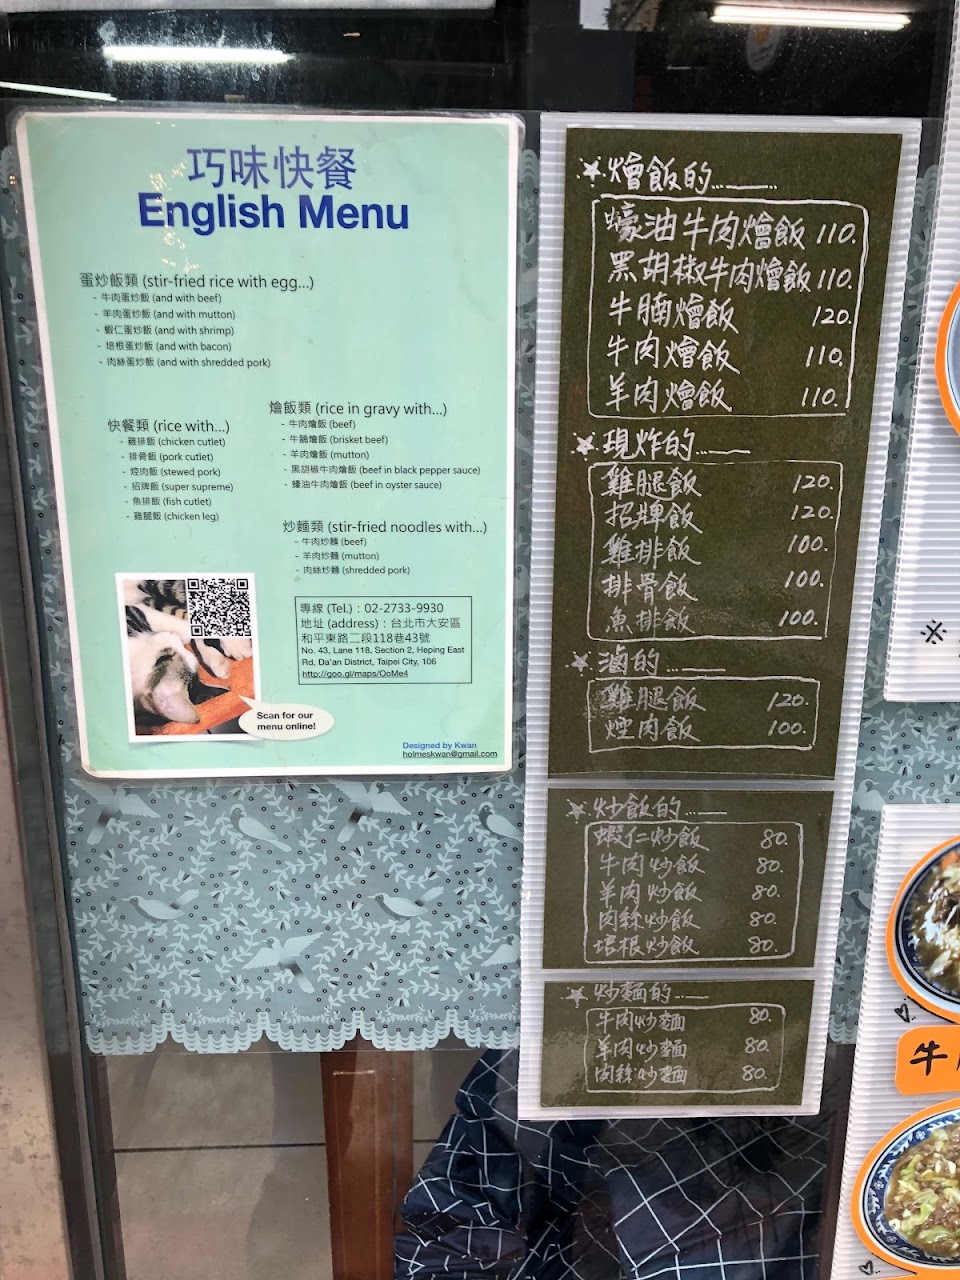 巧味快餐
English Menu
蛋炒飯類 (stir-fried rice with egg...)
- 牛肉蛋炒飯 (and with beef)
- 羊肉蛋炒飯 (and with mutton)
- 蝦仁蛋炒飯 (and with shrimp)
- 培根蛋炒飯 (and with bacon)
- 肉絲蛋炒飯 (and with shredded pork)
快餐類 (rice with...)
- 雞排飯 (chicken cutlet)
- 排骨飯 (pork cutlet)
- 焢肉飯 (stewed pork)
- 招牌飯 (super supreme)
- 魚排飯 (fish cutlet)
- 雞腿飯 (chicken leg)
燴飯類 (rice in gravy with...)
- 牛肉燴飯 (beef)
- 牛腩燴飯 (brisket beef)
- 羊肉燴飯 (mutton)
- 黑胡椒牛肉燴飯 (beef in black pepper sauce)
- 蠔油牛肉燴飯 (beef in oyster sauce)
炒麵類 (stir-fried noodles with...)
- 牛肉炒麵 (beef)
- 羊肉炒麵 (mutton)
- 肉絲炒麵 (shredded pork)
專線 (Tel.)：02-2733-9930
地址 (address)：台北市大安區
和平東路二段118巷43號
No. 43, Lane 118, Section 2, Heping East
Rd, Da'an District, Taipei City, 106
http://goo.gl/maps/OoMe4
Scan for our
menu online!
Designed by Kwan
holmeskwan@gmail.com
燴飯的......
蠔油牛肉燴飯 110.
黑胡椒牛肉燴飯 110.
牛腩燴飯 120.
牛肉燴飯 110.
羊肉燴飯 110.
現炸的......
雞腿飯 120.
招牌飯 120.
雞排飯 100.
排骨飯 100.
魚排飯 100.
滷的......
雞腿飯 120.
焢肉飯 100.
炒飯的......
蝦仁炒飯 80.
牛肉炒飯 80.
羊肉炒飯 80.
肉絲炒飯 80.
培根炒飯 80.
炒麵的......
牛肉炒麵 80.
羊肉炒麵 80.
肉絲炒麵 80.
※
牛